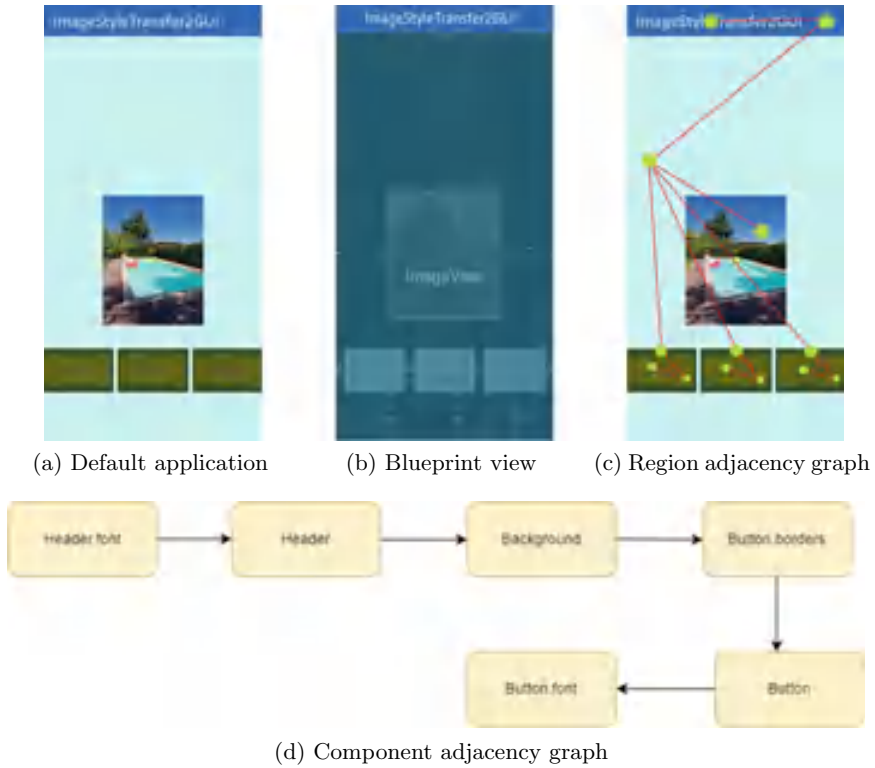 ImageStyleTransfer2GUI
ImageStyleTransfer2GUI
ImageStyleTransfer2GUI
ImageView
(a) Default application
(b) Blueprint view
(c) Region adjacency graph
Header font
Header
Background
Button borders
Button font
Button
(d) Component adjacency graph